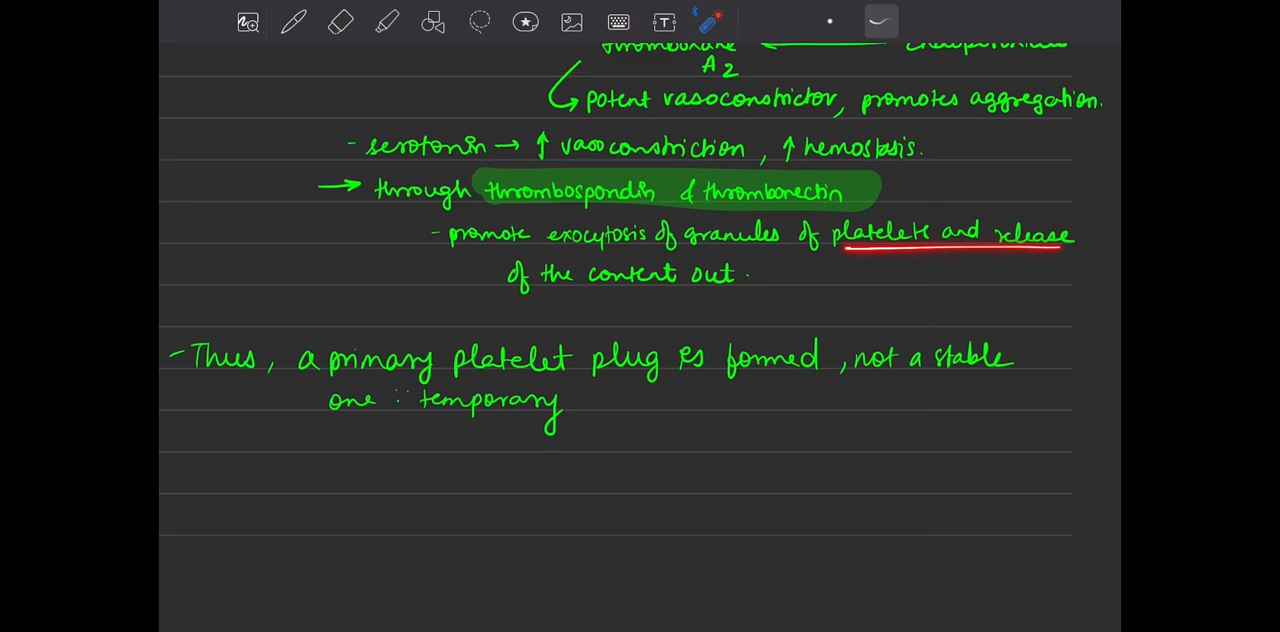 A2
potent vasoconstrictor, promotes aggregation.
- serotonin → ↑ vasoconstriction, ↑ hemostasis.
→ through thrombospondin & thrombonectin
- promote exocytosis of granules of platelete and release
of the content out.
- Thus, a primary platelet plug is formed, not a stable
one ∵ temporary